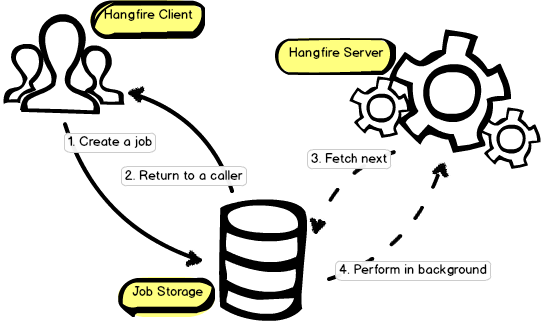 Hangfire Client
Hangfire Server
1. Create a job
2. Return to a caller
3. Fetch next
4. Perform in background
Job Storage